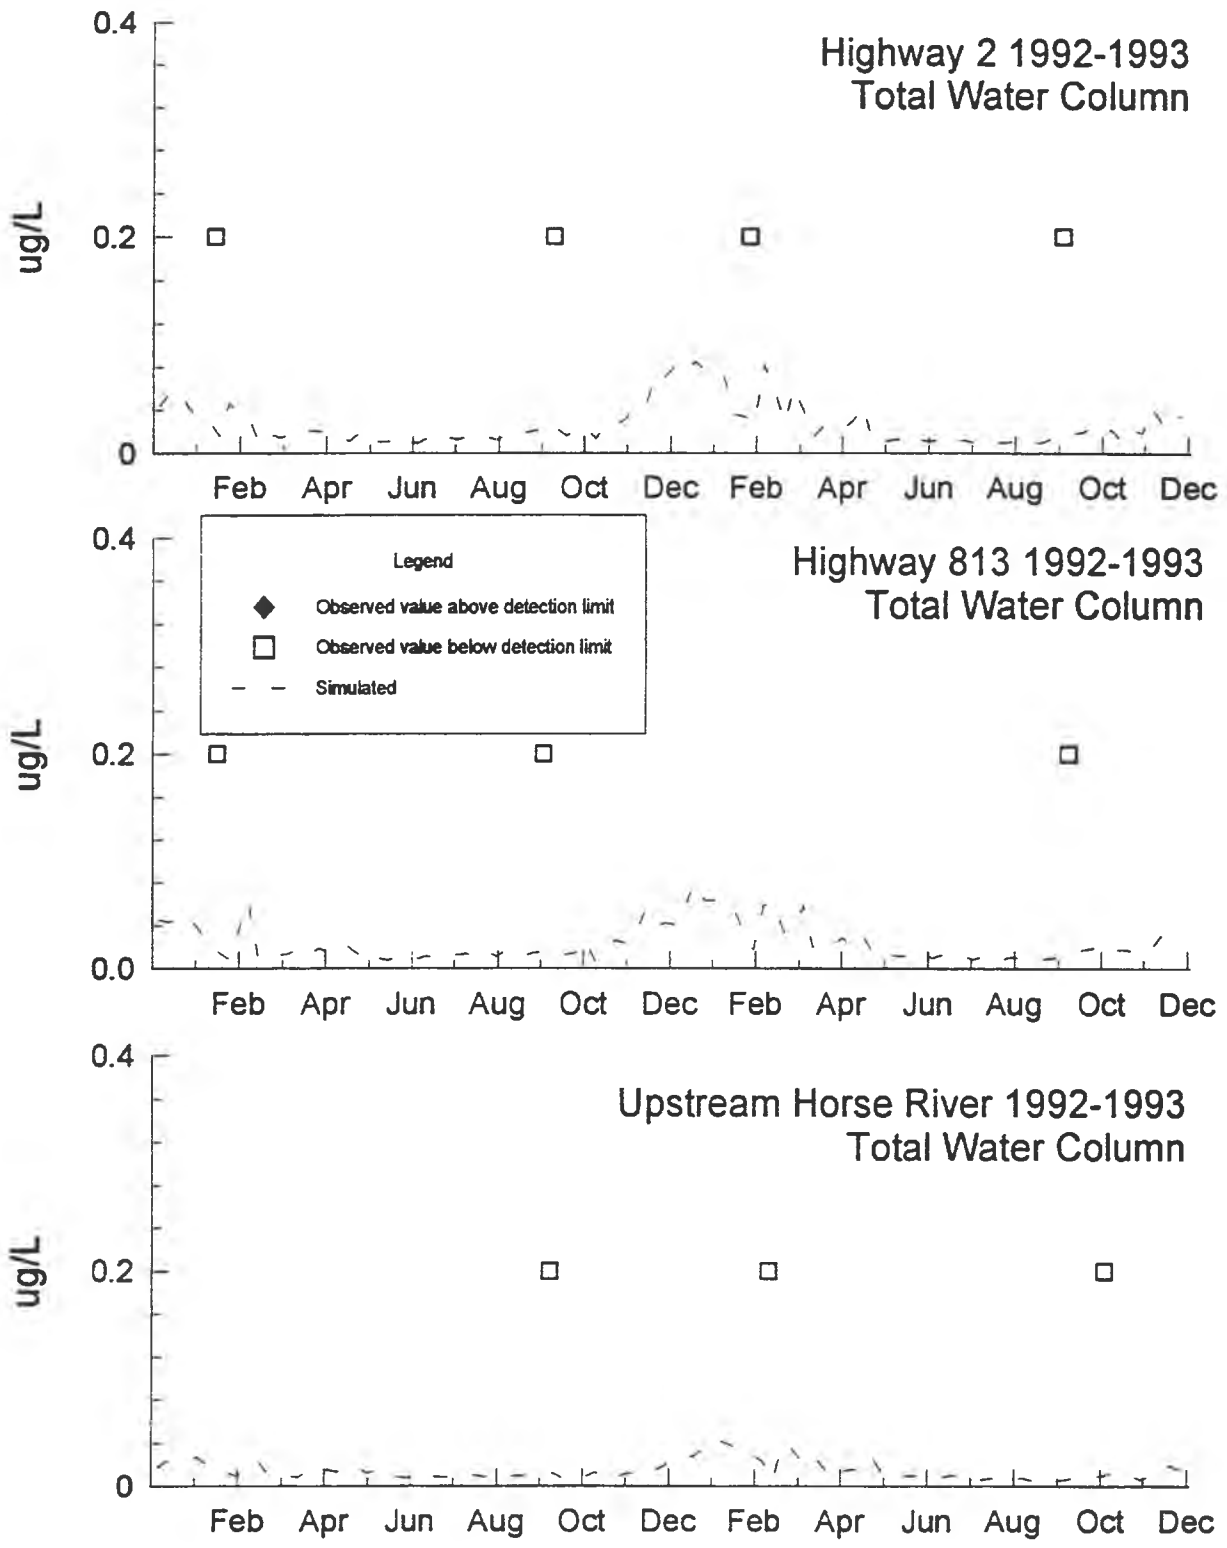 0.4
Highway 2 1992-1993
Total Water Column
ug/L
0.2
0
Feb Apr Jun Aug Oct Dec Feb Apr Jun Aug Oct Dec
0.4
Highway 813 1992-1993
Total Water Column
Legend
Observed value above detection limit
Observed value below detection limit
Simulated
ug/L
0.2
0.0
Feb Apr Jun Aug Oct Dec Feb Apr Jun Aug Oct Dec
0.4
Upstream Horse River 1992-1993
Total Water Column
ug/L
0.2
0
Feb Apr Jun Aug Oct Dec Feb Apr Jun Aug Oct Dec